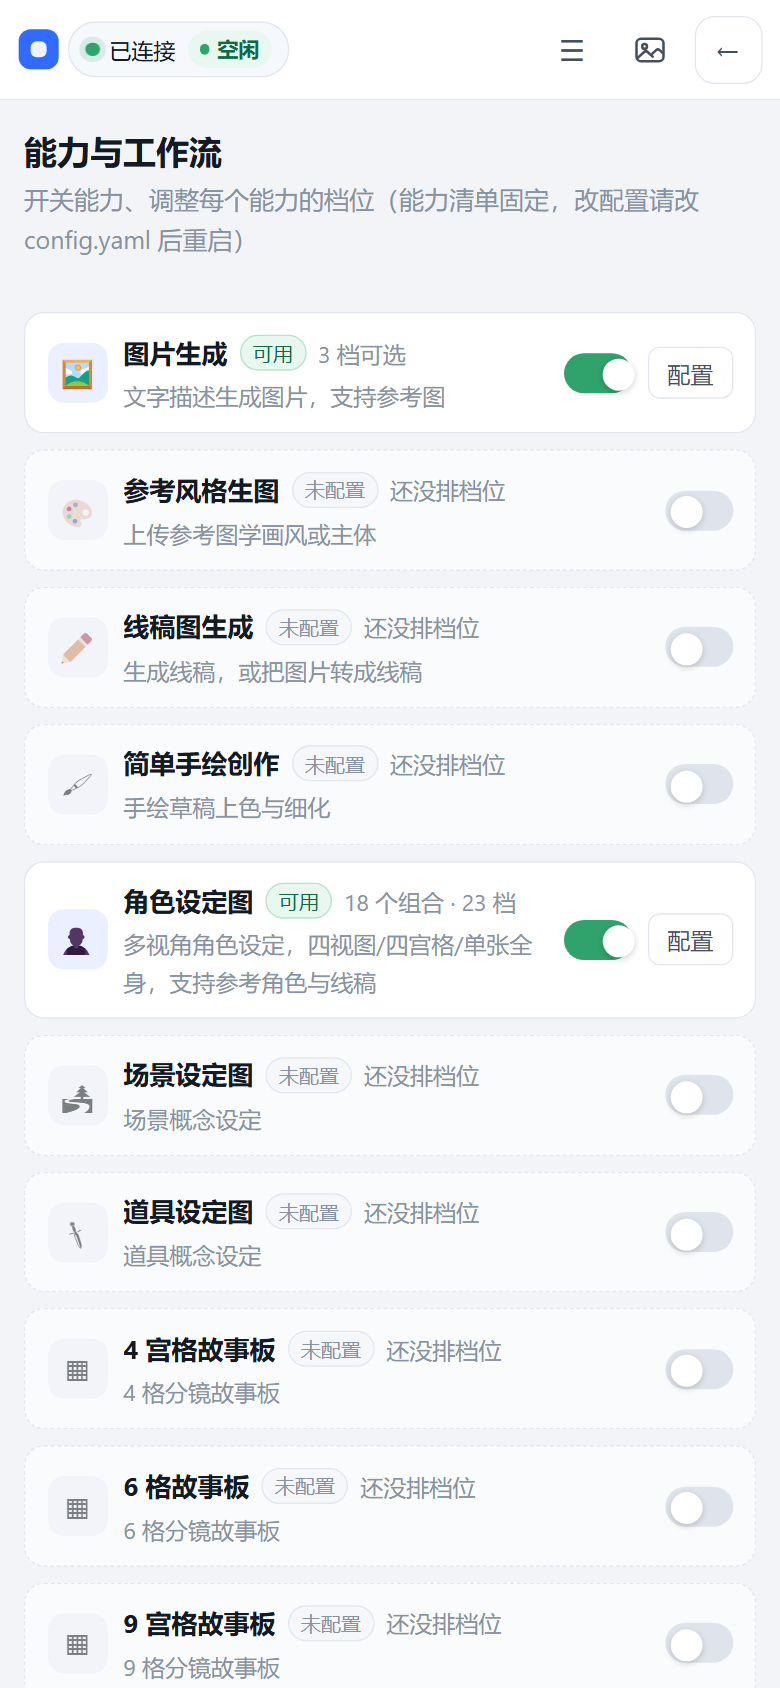 已连接 空闲
能力与工作流
开关能力、调整每个能力的档位（能力清单固定，改配置请改
config.yaml 后重启）
图片生成 可用 3 档可选
文字描述生成图片，支持参考图
配置
参考风格生图 未配置 还没排档位
上传参考图学画风或主体
线稿图生成 未配置 还没排档位
生成线稿，或把图片转成线稿
简单手绘创作 未配置 还没排档位
手绘草稿上色与细化
角色设定图 可用 18 个组合 · 23 档
多视角角色设定，四视图/四宫格/单张全
身，支持参考角色与线稿
配置
场景设定图 未配置 还没排档位
场景概念设定
道具设定图 未配置 还没排档位
道具概念设定
4 宫格故事板 未配置 还没排档位
4 格分镜故事板
6 格故事板 未配置 还没排档位
6 格分镜故事板
9 宫格故事板 未配置 还没排档位
9 格分镜故事板